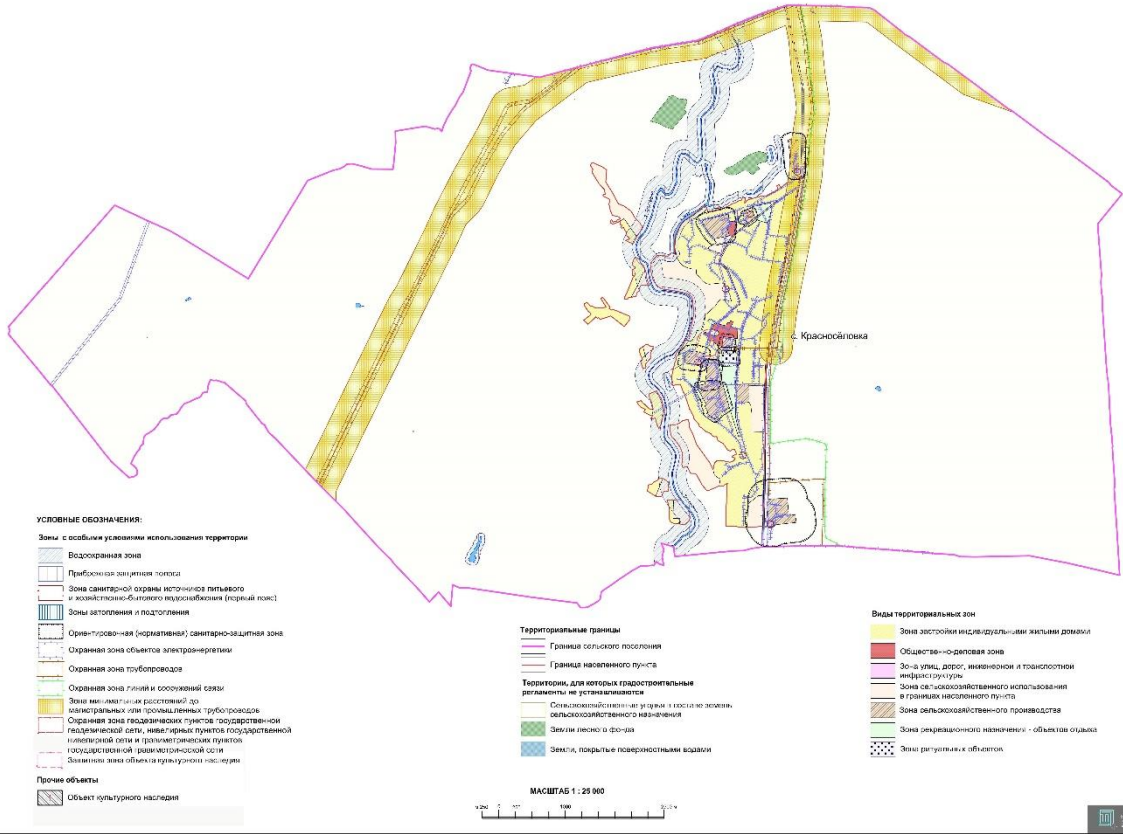 с. Красносёловка
УСЛОВНЫЕ ОБОЗНАЧЕНИЯ:
Зоны с особыми условиями использования территории
Водоохранная зона
Прибрежная защитная полоса
Зона санитарной охраны источников питьевого
и хозяйственно-бытового водоснабжения (первый пояс)
Зоны затопления и подтопления
Ориентировочная (нормативная) санитарно-защитная зона
Охранная зона объектов электроэнергетики
Охранная зона трубопроводов
Охранная зона линий и сооружений связи
Зона минимальных расстояний до
магистральных или промышленных трубопроводов
Охранная зона геодезических пунктов государственной
геодезической сети, нивелирных пунктов государственной
нивелирной сети и гравиметрических пунктов
государственной гравиметрической сети
Защитная зона объекта культурного наследия
Прочие объекты
Объект культурного наследия
Территориальные границы
Граница сельского поселения
Граница населенного пункта
Территории, для которых градостроительные
регламенты не устанавливаются
Сельскохозяйственные угодья в составе земель
сельскохозяйственного назначения
Земли лесного фонда
Земли, покрытые поверхностными водами
Виды территориальных зон
Зона застройки индивидуальными жилыми домами
Общественно-деловая зона
Зона улиц, дорог, инженерной и транспортной
инфраструктуры
Зона сельскохозяйственного использования
в границах населенного пункта
Зона сельскохозяйственного производства
Зона рекреационного назначения - объектов отдыха
Зона ритуальных объектов
МАСШТАБ 1 : 25 000
0 1000